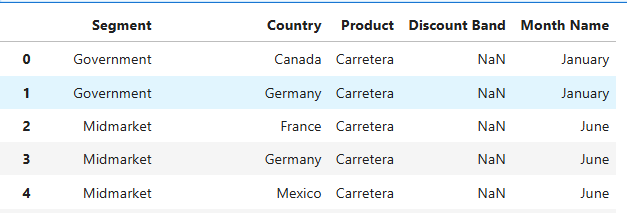 Segment Country Product Discount Band Month Name
0 Government Canada Carretera NaN January
1 Government Germany Carretera NaN January
2 Midmarket France Carretera NaN June
3 Midmarket Germany Carretera NaN June
4 Midmarket Mexico Carretera NaN June